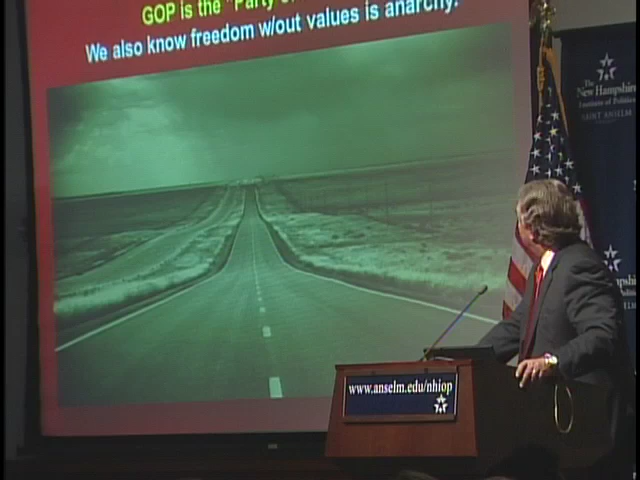 GOP is the "Party
We also know freedom w/out values is anarchy.
The
New Hampshire
Institute of Politics
SAINT ANSELM
www.anselm.edu/nhiop